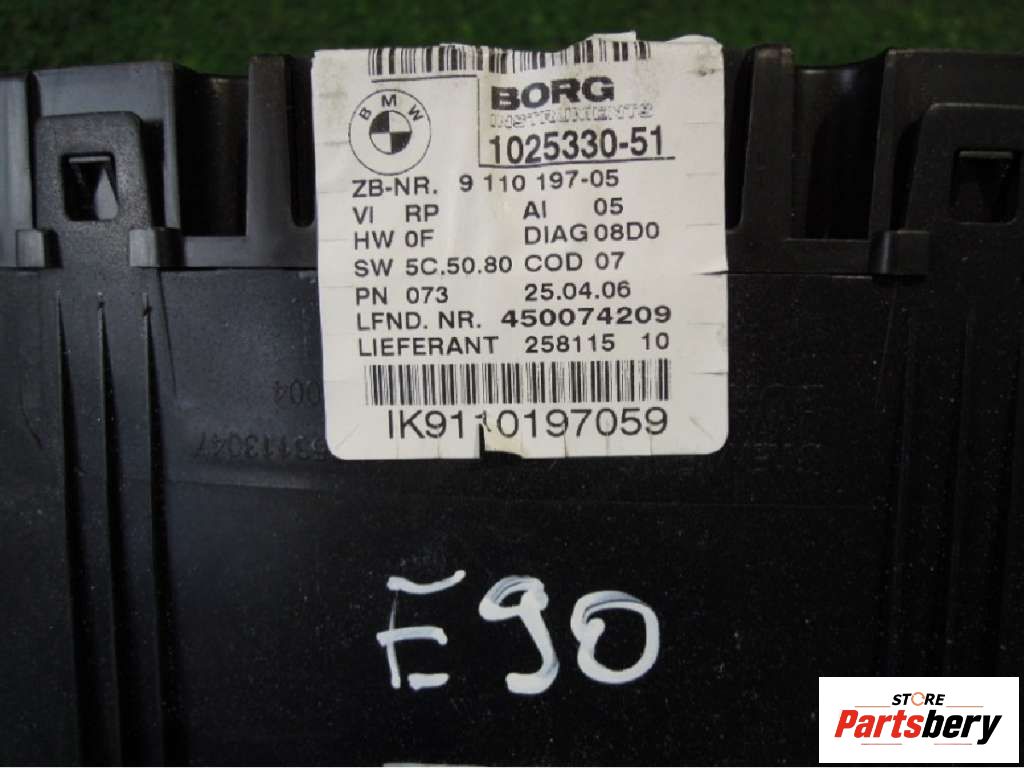 BMW
BORG
INSTRUMENTS
1025330-51
ZB-NR. 9 110 197-05
VI RP AI 05
HW 0F DIAG 08D0
SW 5C.50.80 COD 07
PN 073 25.04.06
LFND. NR. 450074209
LIEFERANT 258115 10
IK9110197059
E90
STORE
Partsbery